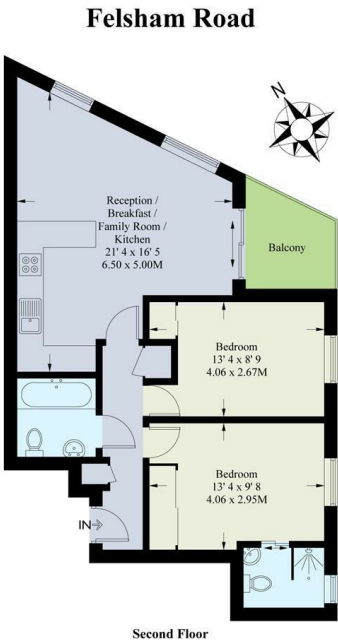 Felsham Road
N
Reception /
Breakfast /
Family Room /
Kitchen
21' 4 x 16' 5
6.50 x 5.00M
Balcony
Bedroom
13' 4 x 8' 9
4.06 x 2.67M
Bedroom
13' 4 x 9' 8
4.06 x 2.95M
IN
Second Floor